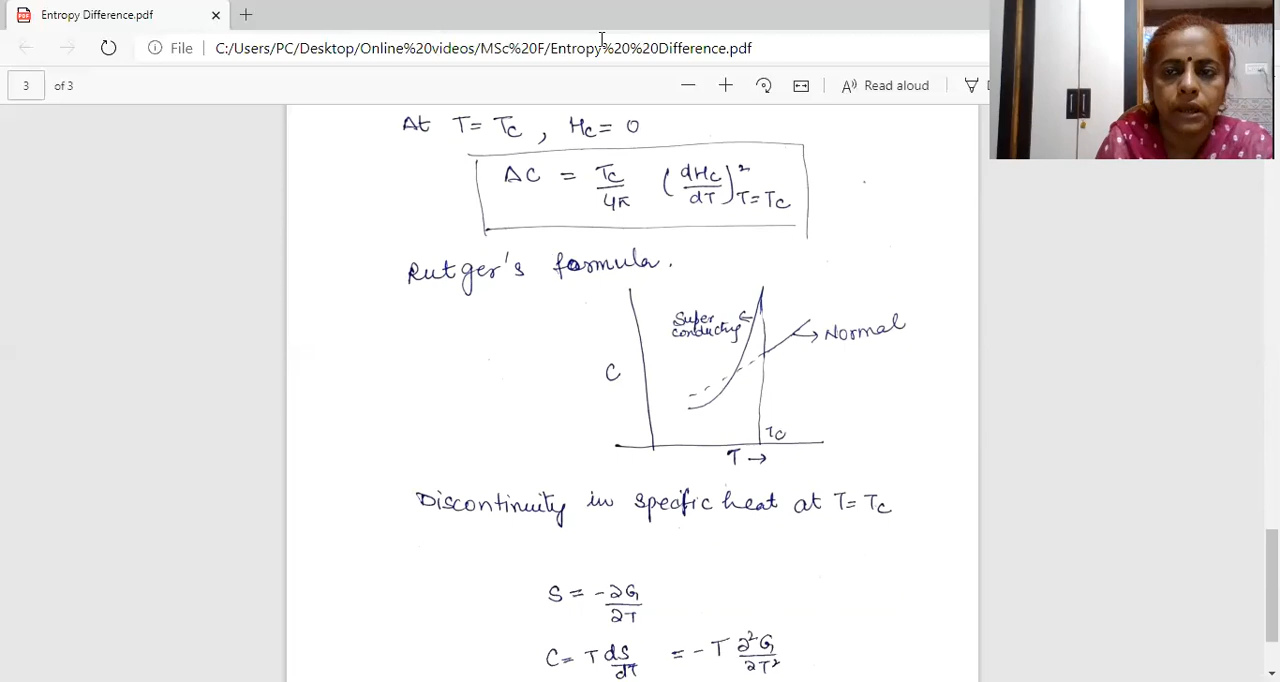 Entropy Difference.pdf
File C:/Users/PC/Desktop/Online%20videos/MSc%20F/Entropy%20%20Difference.pdf
3 of 3 Read aloud
At T = Tc , Hc = 0
ΔC = Tc/4π (dHc/dT)²T=Tc
Rutger's formula.
Super
conducting
Normal
C
Tc
T →
Discontinuity in specific heat at T = Tc
S = -∂G/∂T
C = T dS/dT = -T ∂²G/∂T²